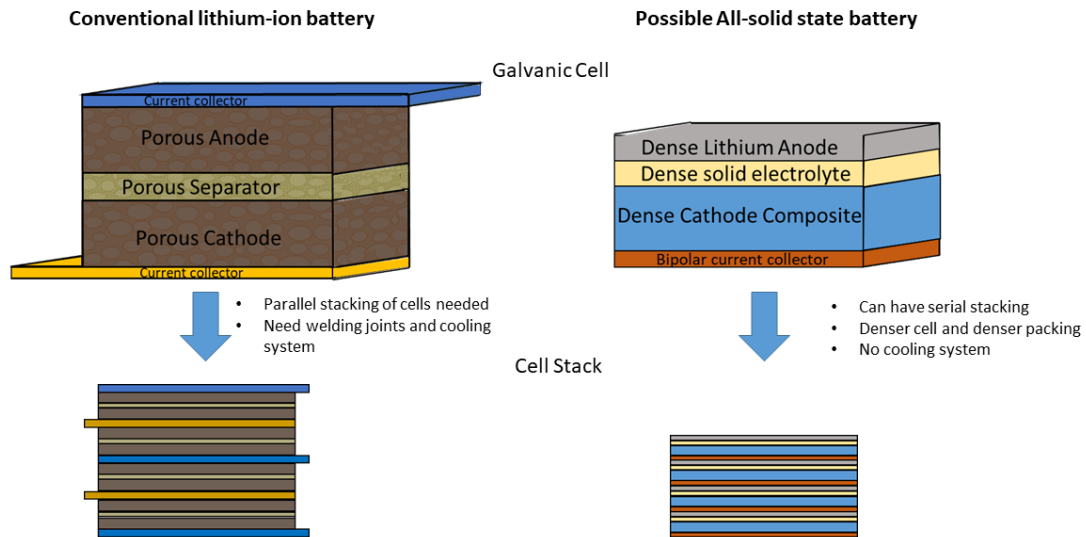 Conventional lithium-ion battery
Possible All-solid state battery
Galvanic Cell
Current collector
Porous Anode
Porous Separator
Porous Cathode
Current collector
Dense Lithium Anode
Dense solid electrolyte
Dense Cathode Composite
Bipolar current collector
• Parallel stacking of cells needed
• Need welding joints and cooling
system
• Can have serial stacking
• Denser cell and denser packing
• No cooling system
Cell Stack